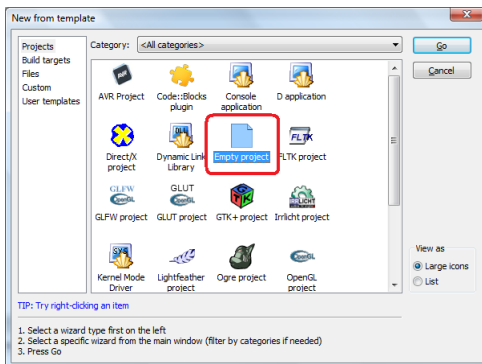 New from template
Projects
Build targets
Files
Custom
User templates
Category: <All categories>
Go
Cancel
AVR Project
Code::Blocks
plugin
Console
application
D application
Direct/X
project
Dynamic Link
Library
Empty project
FLTK project
GLFW project
GLUT project
GTK+ project
Irrlicht project
Kernel Mode
Driver
Lightfeather
project
Ogre project
OpenGL
project
View as
Large icons
List
TIP: Try right-clicking an item
1. Select a wizard type first on the left
2. Select a specific wizard from the main window (filter by categories if needed)
3. Press Go